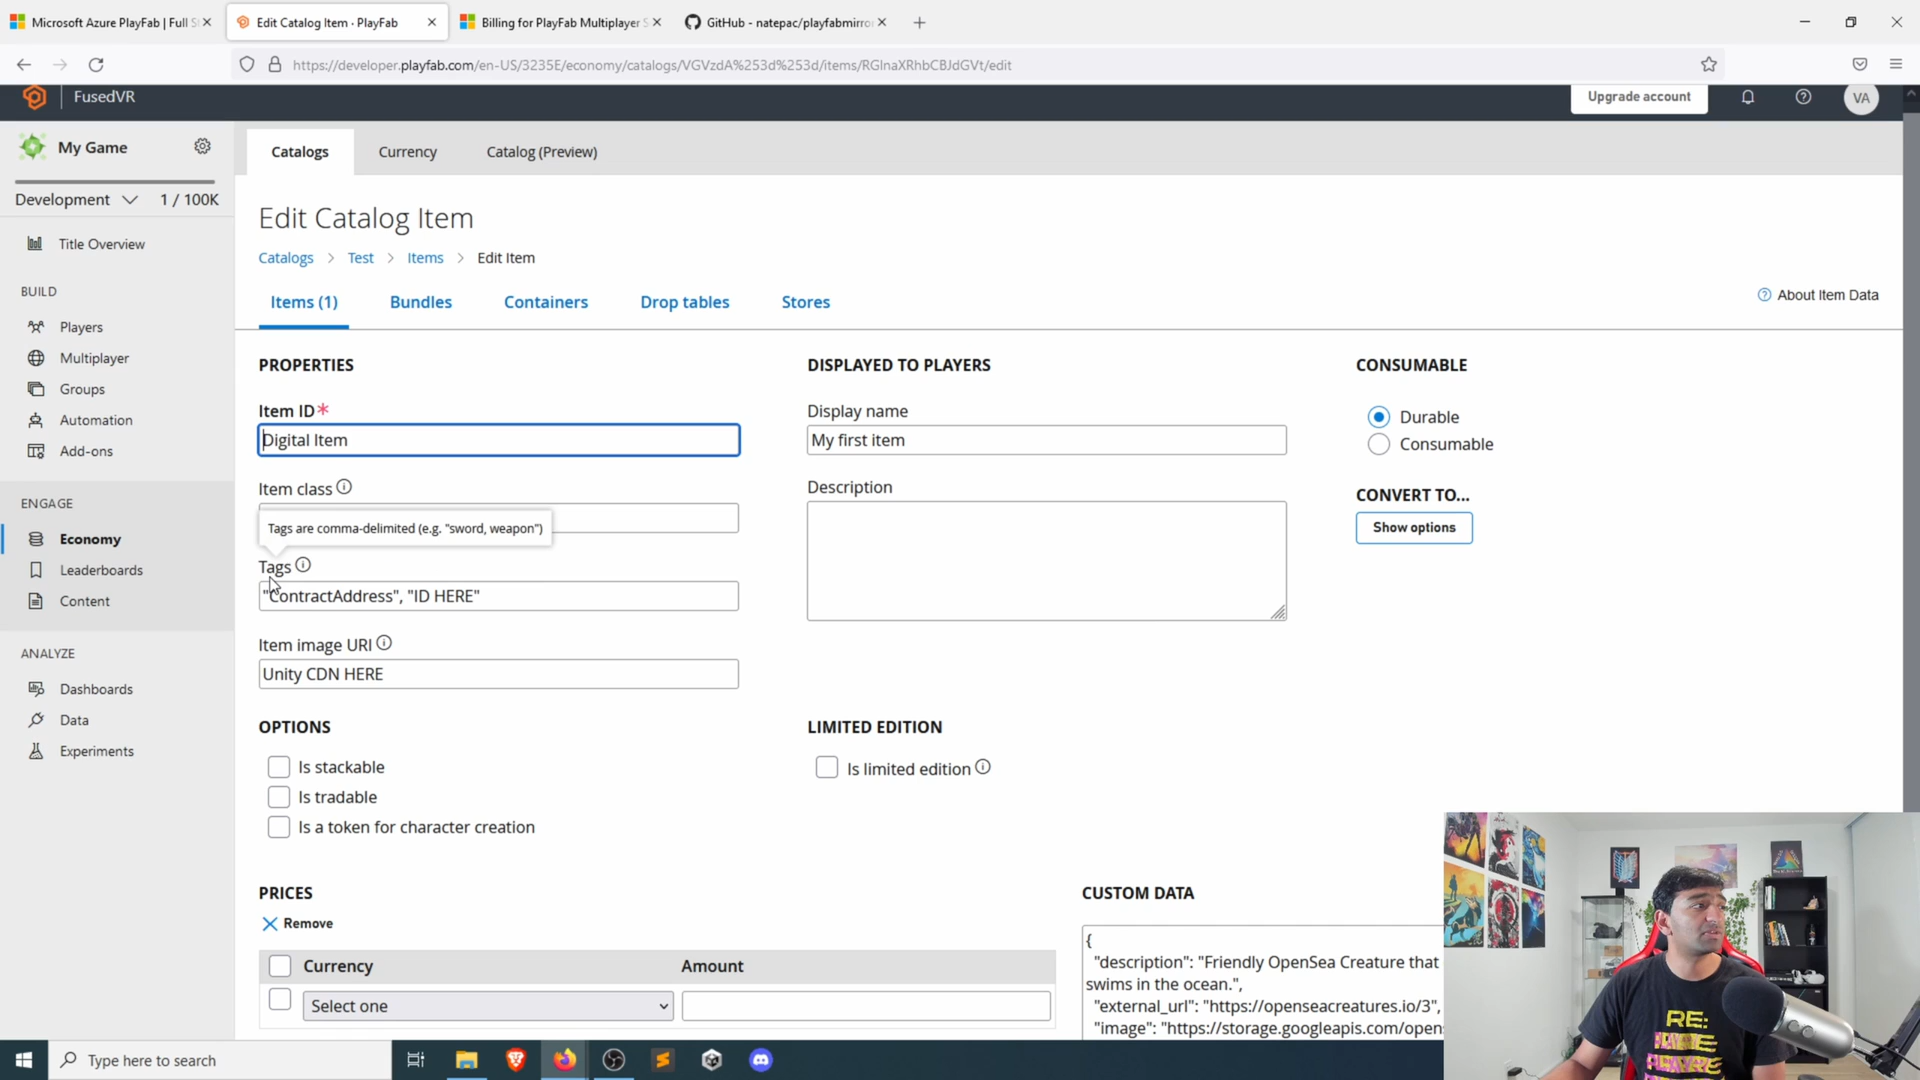 Microsoft Azure PlayFab | Full S
Edit Catalog Item · PlayFab
Billing for PlayFab Multiplayer S
GitHub - natepac/playfabmirro
https://developer.playfab.com/en-US/3235E/economy/catalogs/VGVzdA%253d%253d/items/RGlnaXRhbCBJdGVt/edit
FusedVR
Upgrade account
VA
My Game
Development
1 / 100K
Title Overview
BUILD
Players
Multiplayer
Groups
Automation
Add-ons
ENGAGE
Economy
Leaderboards
Content
ANALYZE
Dashboards
Data
Experiments
Catalogs
Currency
Catalog (Preview)
Edit Catalog Item
Catalogs > Test > Items > Edit Item
Items (1)
Bundles
Containers
Drop tables
Stores
About Item Data
PROPERTIES
Item ID*
Digital Item
Item class
Tags are comma-delimited (e.g. "sword, weapon")
Tags
"ContractAddress", "ID HERE"
Item image URI
Unity CDN HERE
DISPLAYED TO PLAYERS
Display name
My first item
Description
CONSUMABLE
Durable
Consumable
CONVERT TO...
Show options
OPTIONS
Is stackable
Is tradable
Is a token for character creation
LIMITED EDITION
Is limited edition
PRICES
Remove
Currency
Amount
Select one
CUSTOM DATA
{
"description": "Friendly OpenSea Creature that
swims in the ocean.",
"external_url": "https://openseacreatures.io/3",
"image": "https://storage.googleapis.com/opens
RE:
Type here to search